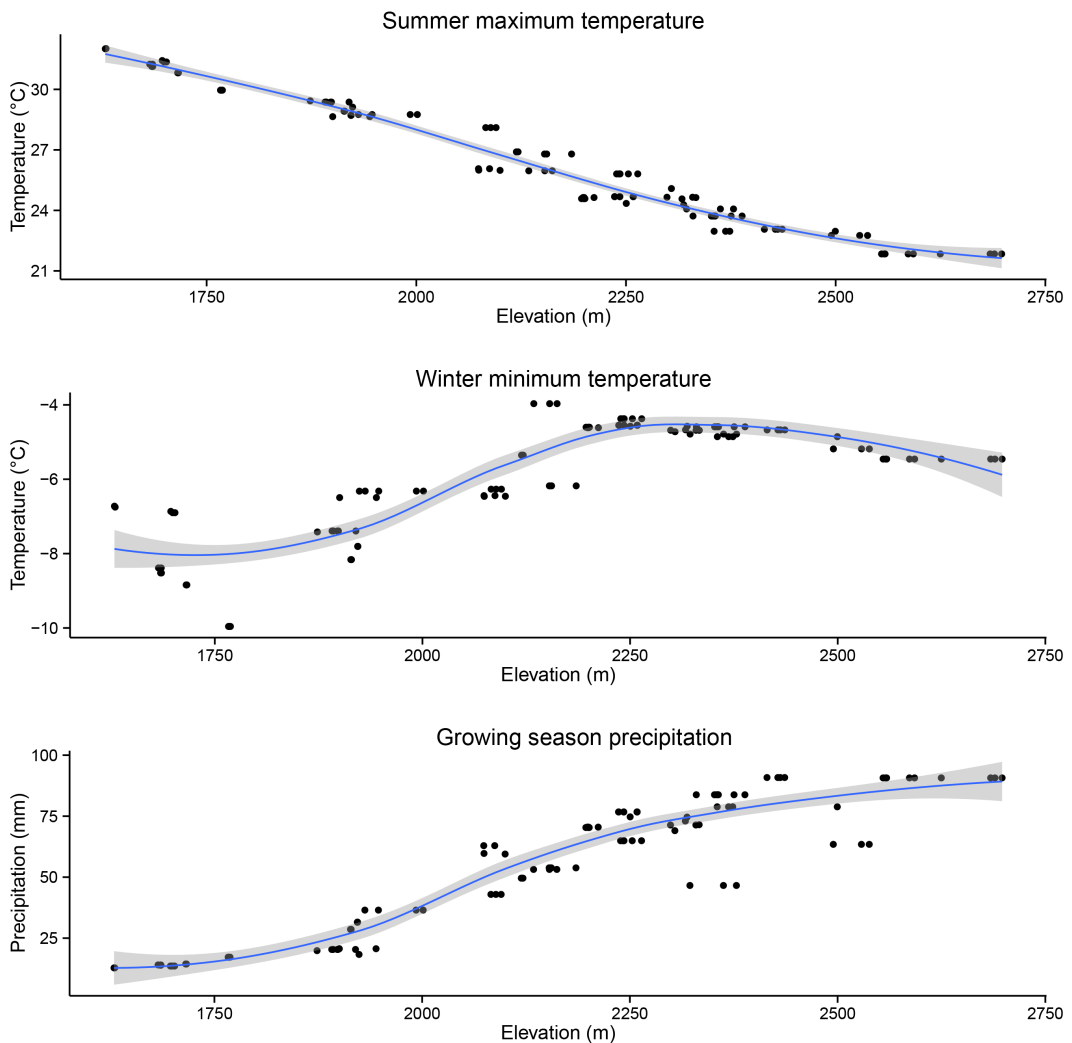 Summer maximum temperature
Temperature (°C)
30
27
24
21
1750 2000 2250 2500 2750
Elevation (m)
Winter minimum temperature
Temperature (°C)
−4
−6
−8
−10
1750 2000 2250 2500 2750
Elevation (m)
Growing season precipitation
Precipitation (mm)
100
75
50
25
1750 2000 2250 2500 2750
Elevation (m)